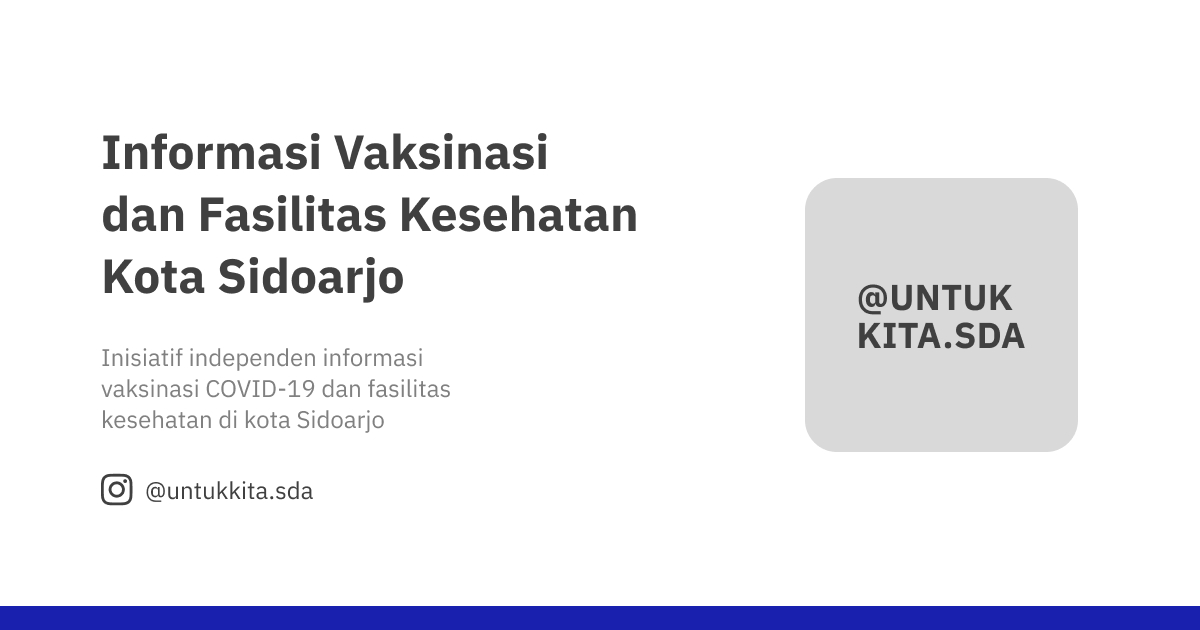 Informasi Vaksinasi
dan Fasilitas Kesehatan
Kota Sidoarjo
Inisiatif independen informasi
vaksinasi COVID-19 dan fasilitas
kesehatan di kota Sidoarjo
@untukkita.sda
@UNTUK
KITA.SDA